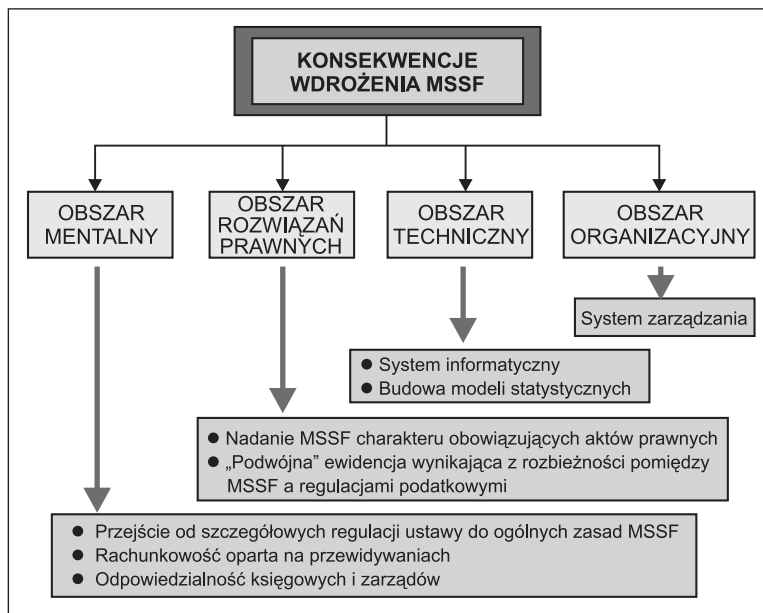 KONSEKWENCJE
WDROŻENIA MSSF
OBSZAR
MENTALNY
OBSZAR
ROZWIĄZAŃ
PRAWNYCH
OBSZAR
TECHNICZNY
OBSZAR
ORGANIZACYJNY
System zarządzania
● System informatyczny
● Budowa modeli statystycznych
● Nadanie MSSF charakteru obowiązujących aktów prawnych
● „Podwójna” ewidencja wynikająca z rozbieżności pomiędzy
MSSF a regulacjami podatkowymi
● Przejście od szczegółowych regulacji ustawy do ogólnych zasad MSSF
● Rachunkowość oparta na przewidywaniach
● Odpowiedzialność księgowych i zarządów